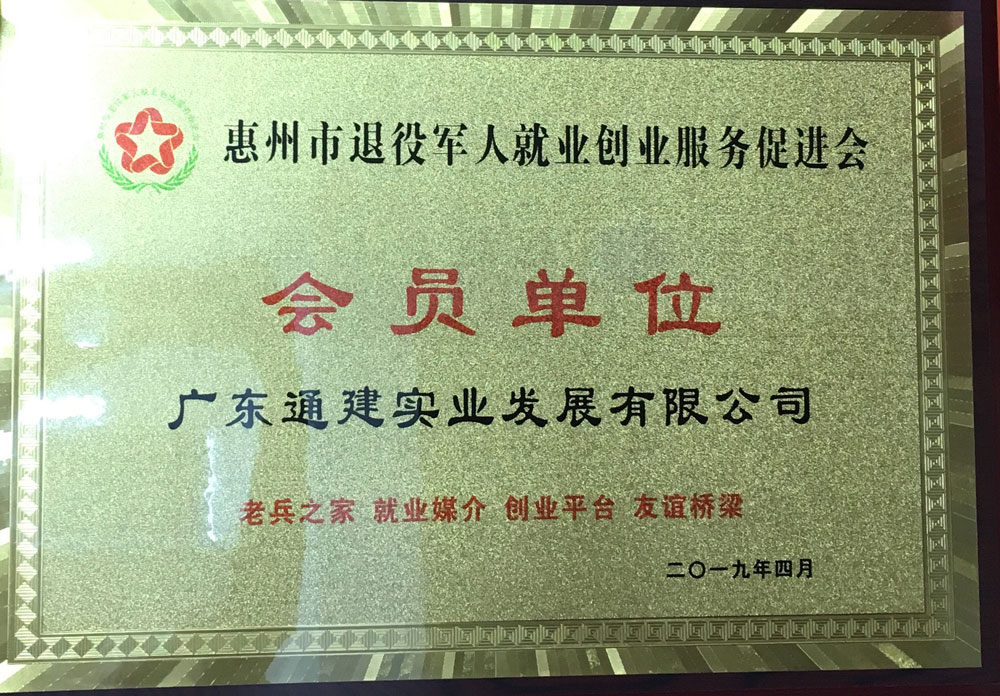 惠州市退役军人就业创业服务促进会
会员单位
广东通建实业发展有限公司
老兵之家 就业媒介 创业平台 友谊桥梁
二〇一九年四月